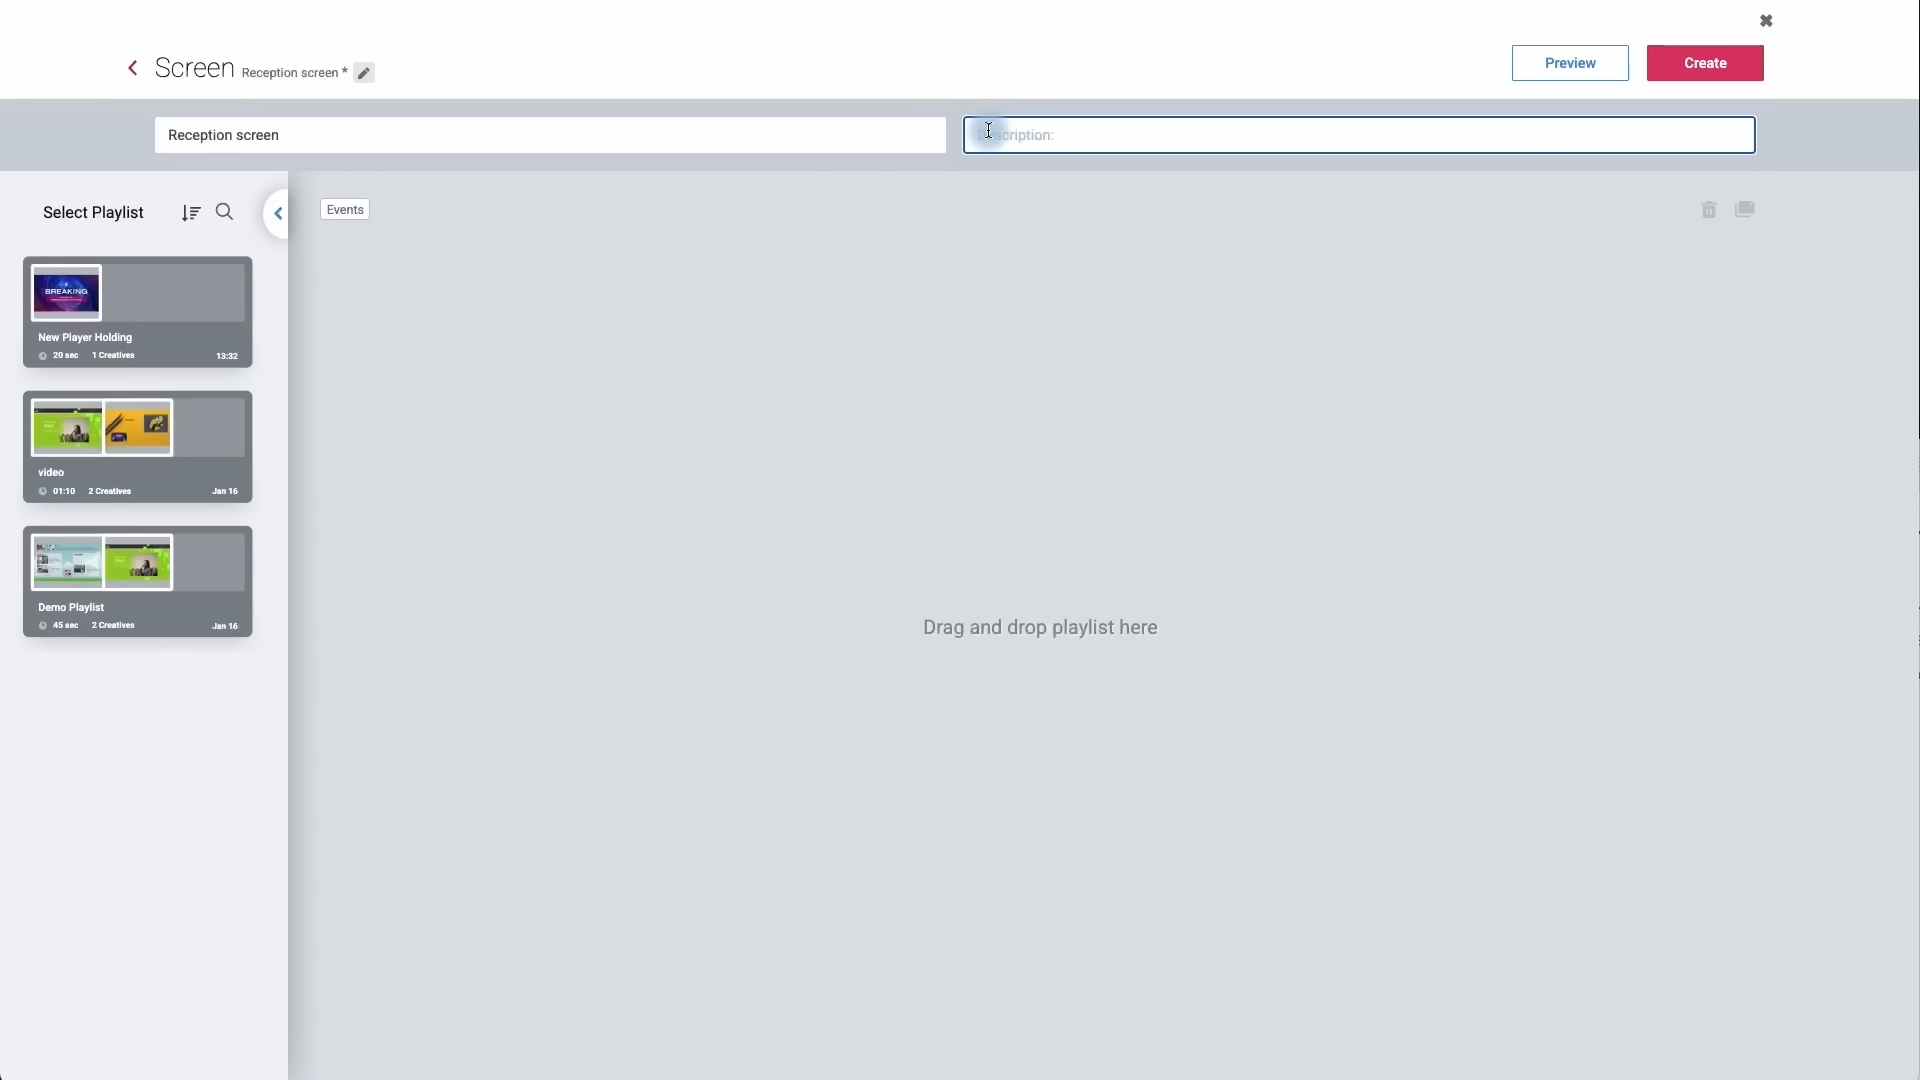 ✖
Screen Reception screen *
Preview
Create
Reception screen
cription:
Select Playlist
Events
BREAKING
New Player Holding
20 sec 1 Creatives 13:32
video
01:10 2 Creatives Jan 16
Demo Playlist
45 sec 2 Creatives Jan 16
Drag and drop playlist here